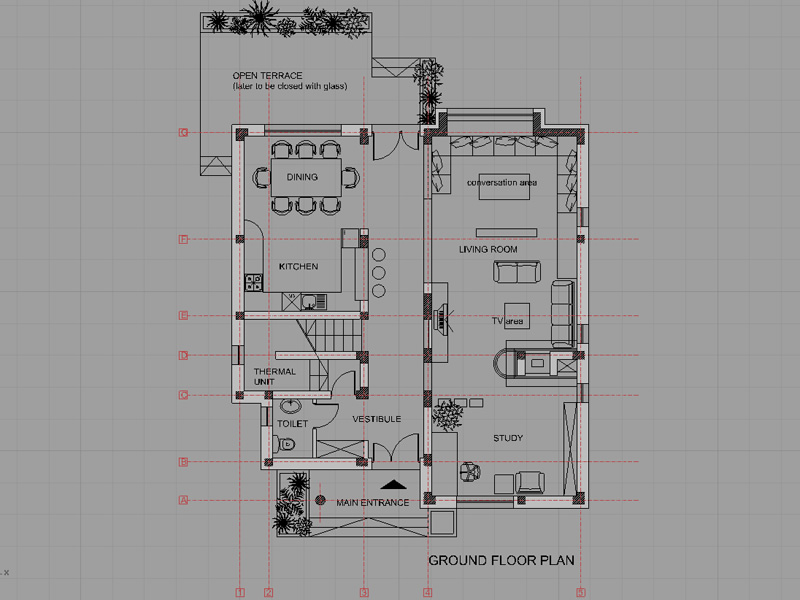 OPEN TERRACE
(later to be closed with glass)
G
DINING
conversation area
F
LIVING ROOM
KITCHEN
E
TV area
D
THERMAL
UNIT
C
TOILET
VESTIBULE
STUDY
B
A
MAIN ENTRANCE
GROUND FLOOR PLAN
x
1
2
3
4
5